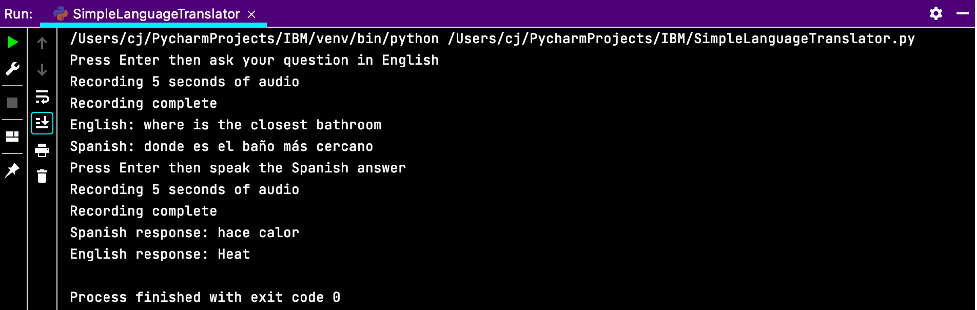 Run: SimpleLanguageTranslator
/Users/cj/PycharmProjects/IBM/venv/bin/python /Users/cj/PycharmProjects/IBM/SimpleLanguageTranslator.py
Press Enter then ask your question in English
Recording 5 seconds of audio
Recording complete
English: where is the closest bathroom
Spanish: donde es el baño más cercano
Press Enter then speak the Spanish answer
Recording 5 seconds of audio
Recording complete
Spanish response: hace calor
English response: Heat
Process finished with exit code 0